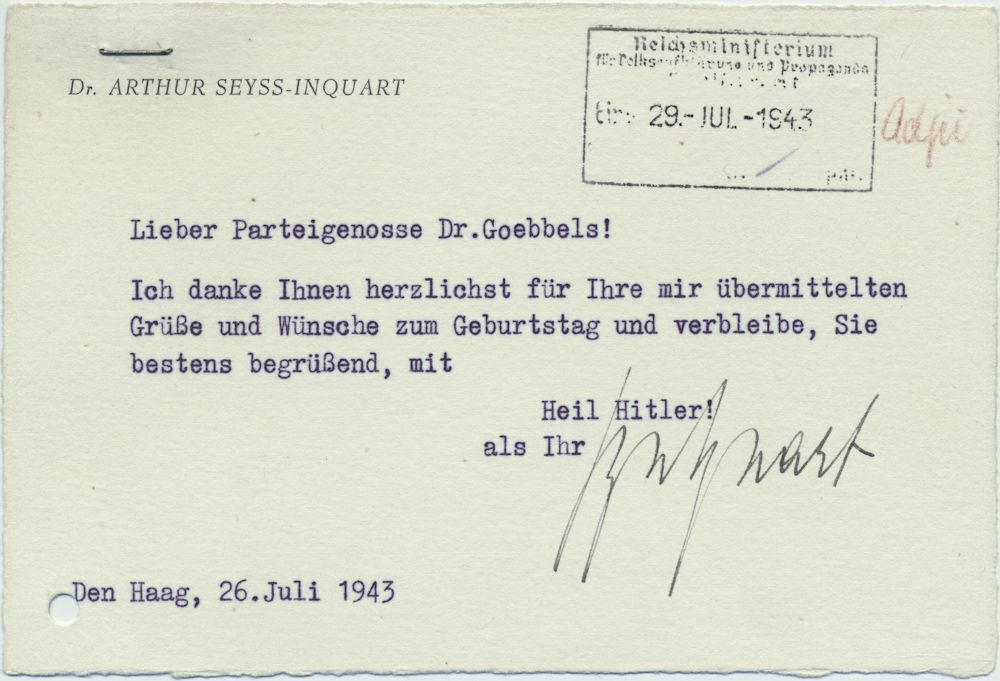 Dr. ARTHUR SEYSS-INQUART
Reichsministerium
für Volksaufklärung und Propaganda
29.-JUL.-1943
Lieber Parteigenosse Dr.Goebbels!
Ich danke Ihnen herzlichst für Ihre mir übermittelten
Grüße und Wünsche zum Geburtstag und verbleibe, Sie
bestens begrüßend, mit
Heil Hitler!
als Ihr
Den Haag, 26.Juli 1943